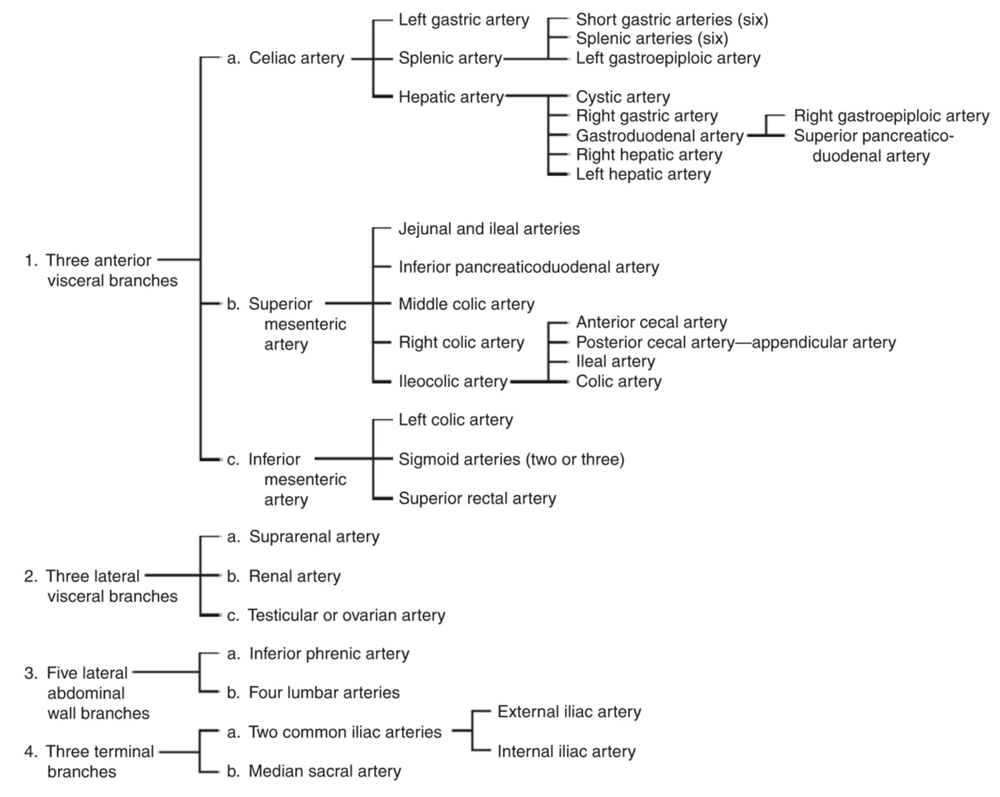 Left gastric artery
Short gastric arteries (six)
Splenic arteries (six)
a. Celiac artery
Splenic artery
Left gastroepiploic artery
Hepatic artery
Cystic artery
Right gastric artery
Right gastroepiploic artery
Gastroduodenal artery
Superior pancreatico-
duodenal artery
Right hepatic artery
Left hepatic artery
1. Three anterior
visceral branches
Jejunal and ileal arteries
Inferior pancreaticoduodenal artery
b. Superior
mesenteric
artery
Middle colic artery
Right colic artery
Anterior cecal artery
Posterior cecal artery—appendicular artery
Ileal artery
Ileocolic artery
Colic artery
Left colic artery
c. Inferior
mesenteric
artery
Sigmoid arteries (two or three)
Superior rectal artery
2. Three lateral
visceral branches
a. Suprarenal artery
b. Renal artery
c. Testicular or ovarian artery
3. Five lateral
abdominal
wall branches
a. Inferior phrenic artery
b. Four lumbar arteries
4. Three terminal
branches
a. Two common iliac arteries
External iliac artery
Internal iliac artery
b. Median sacral artery